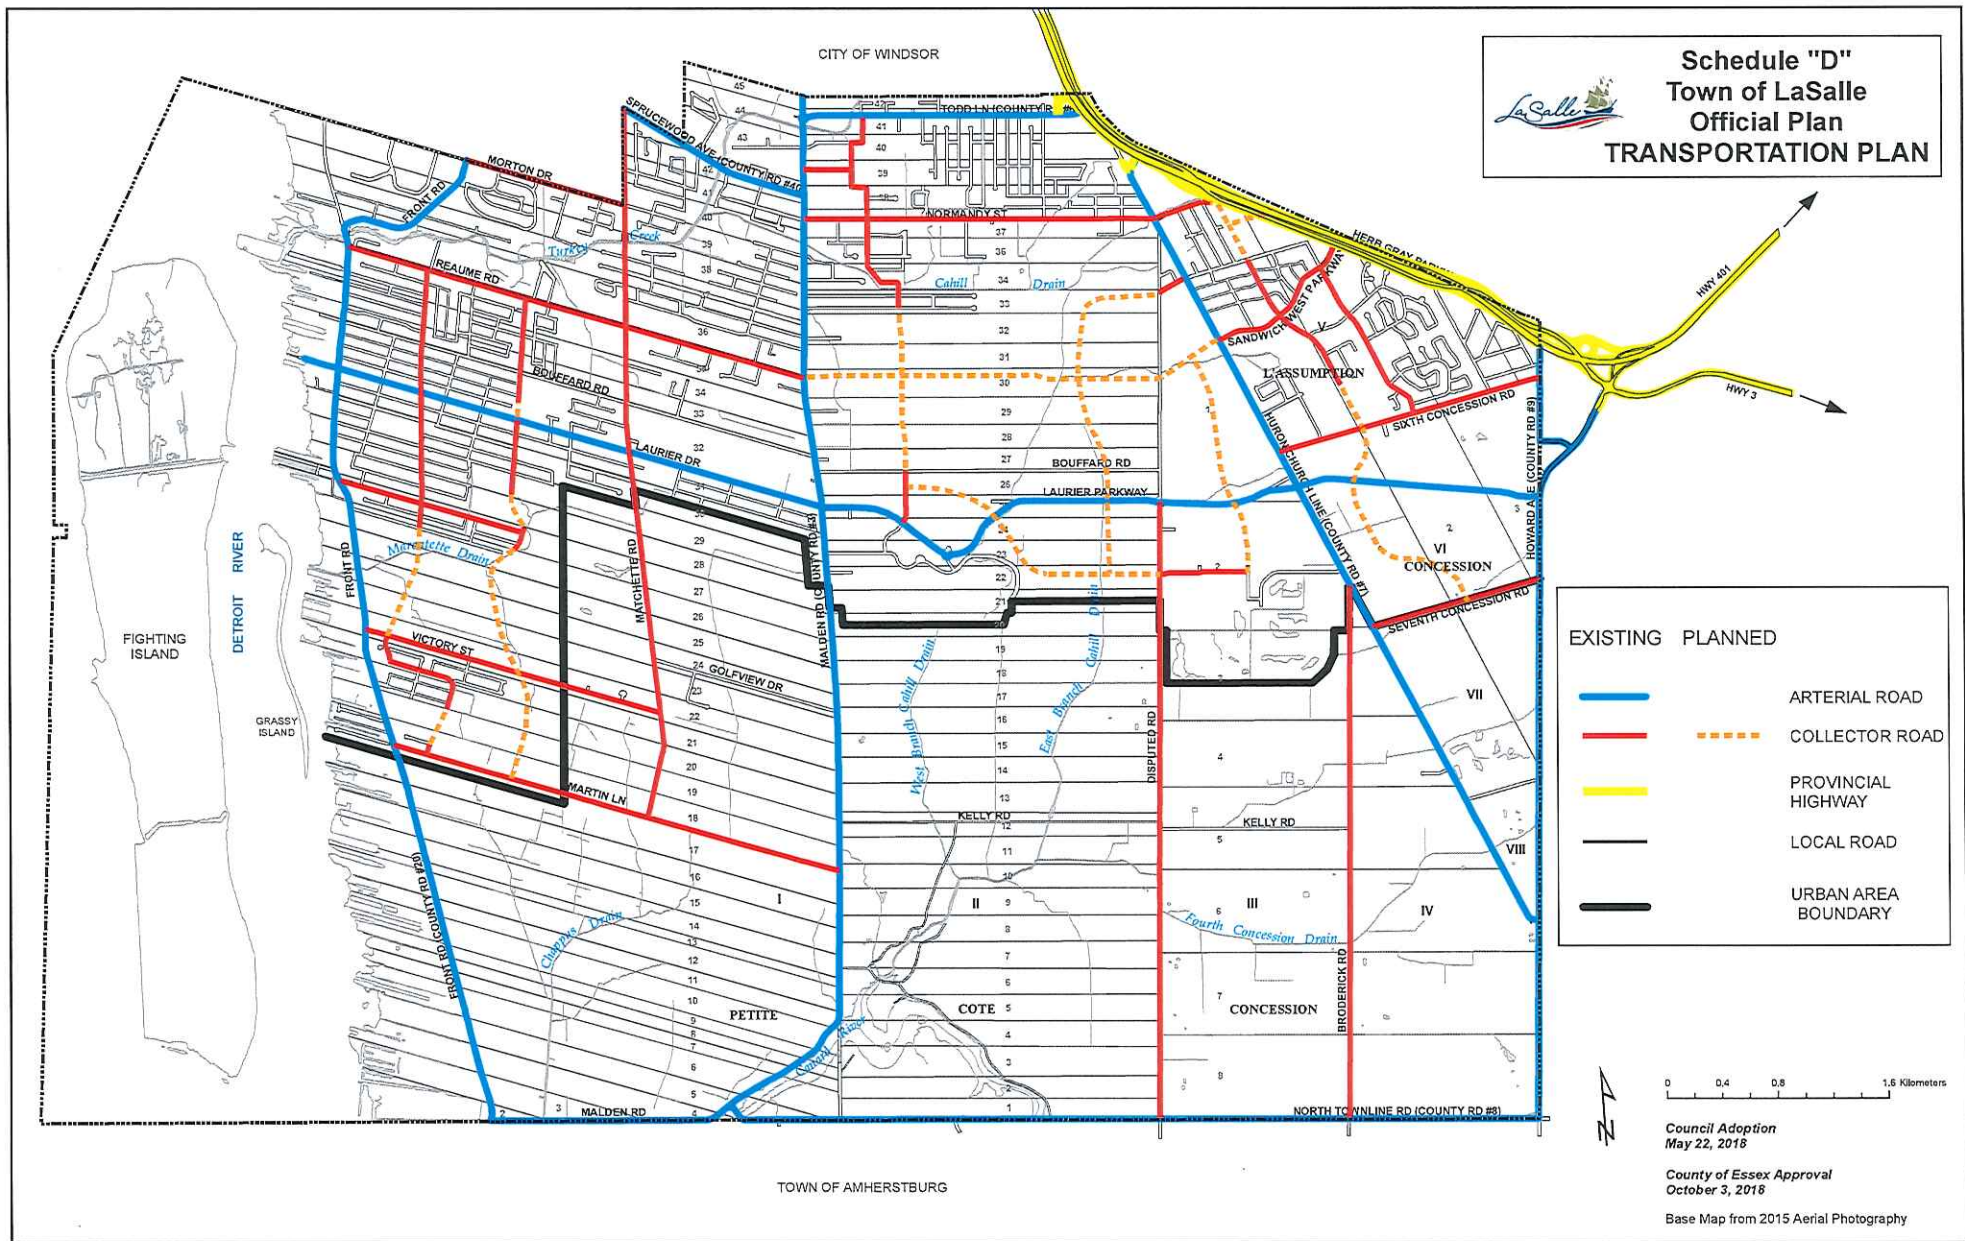 CITY OF WINDSOR
Schedule "D"
Town of LaSalle
Official Plan
TRANSPORTATION PLAN
LaSalle
TODD LN (COUNTY R
SPRUCEWOOD AVE (COUNTY RD #40
MORTON DR
FRONT RD
NORMANDY ST
Turkey Creek
REAUME RD
Cahill Drain
HERB GRAY
SANDWICH WEST PARKWAY
HWY 401
HWY 3
BOUFFARD RD
L'ASSUMPTION
V
SIXTH CONCESSION RD
HURON CHURCH LINE (COUNTY RD #7)
HOWARD AVE (COUNTY RD #9)
LAURIER DR
BOUFFARD RD
LAURIER PARKWAY
FRONT RD
Marentette Drain
MATCHETTE RD
MALDEN RD (COUNTY RD #3)
VI
CONCESSION
SEVENTH CONCESSION RD
FIGHTING
ISLAND
DETROIT RIVER
GRASSY
ISLAND
VICTORY ST
GOLFVIEW DR
West Branch Cahill Drain
East Branch Cahill Drain
DISPUTED RD
VII
MARTIN LN
KELLY RD
KELLY RD
VIII
FRONT RD (COUNTY RD #20)
Chappus Drain
I
II
III
IV
Fourth Concession Drain
BRODERICK RD
PETITE
COTE
CONCESSION
Canard River
MALDEN RD
NORTH TOWNLINE RD (COUNTY RD #8)
TOWN OF AMHERSTBURG
EXISTING PLANNED
ARTERIAL ROAD
COLLECTOR ROAD
PROVINCIAL
HIGHWAY
LOCAL ROAD
URBAN AREA
BOUNDARY
0 0.4 0.8 1.6 Kilometers
Council Adoption
May 22, 2018
County of Essex Approval
October 3, 2018
Base Map from 2015 Aerial Photography